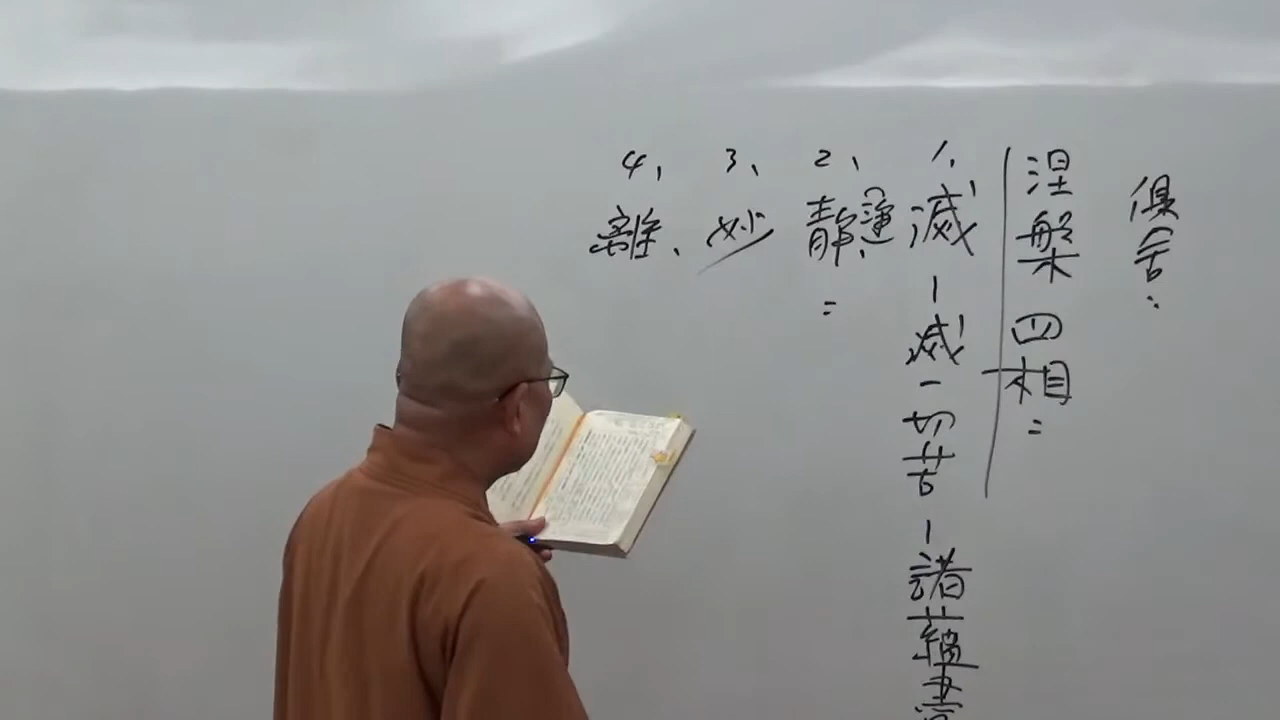 俱舍：
涅槃四相：
1、滅－滅一切苦－諸蘊盡
2、靜：
3、妙
4、離、